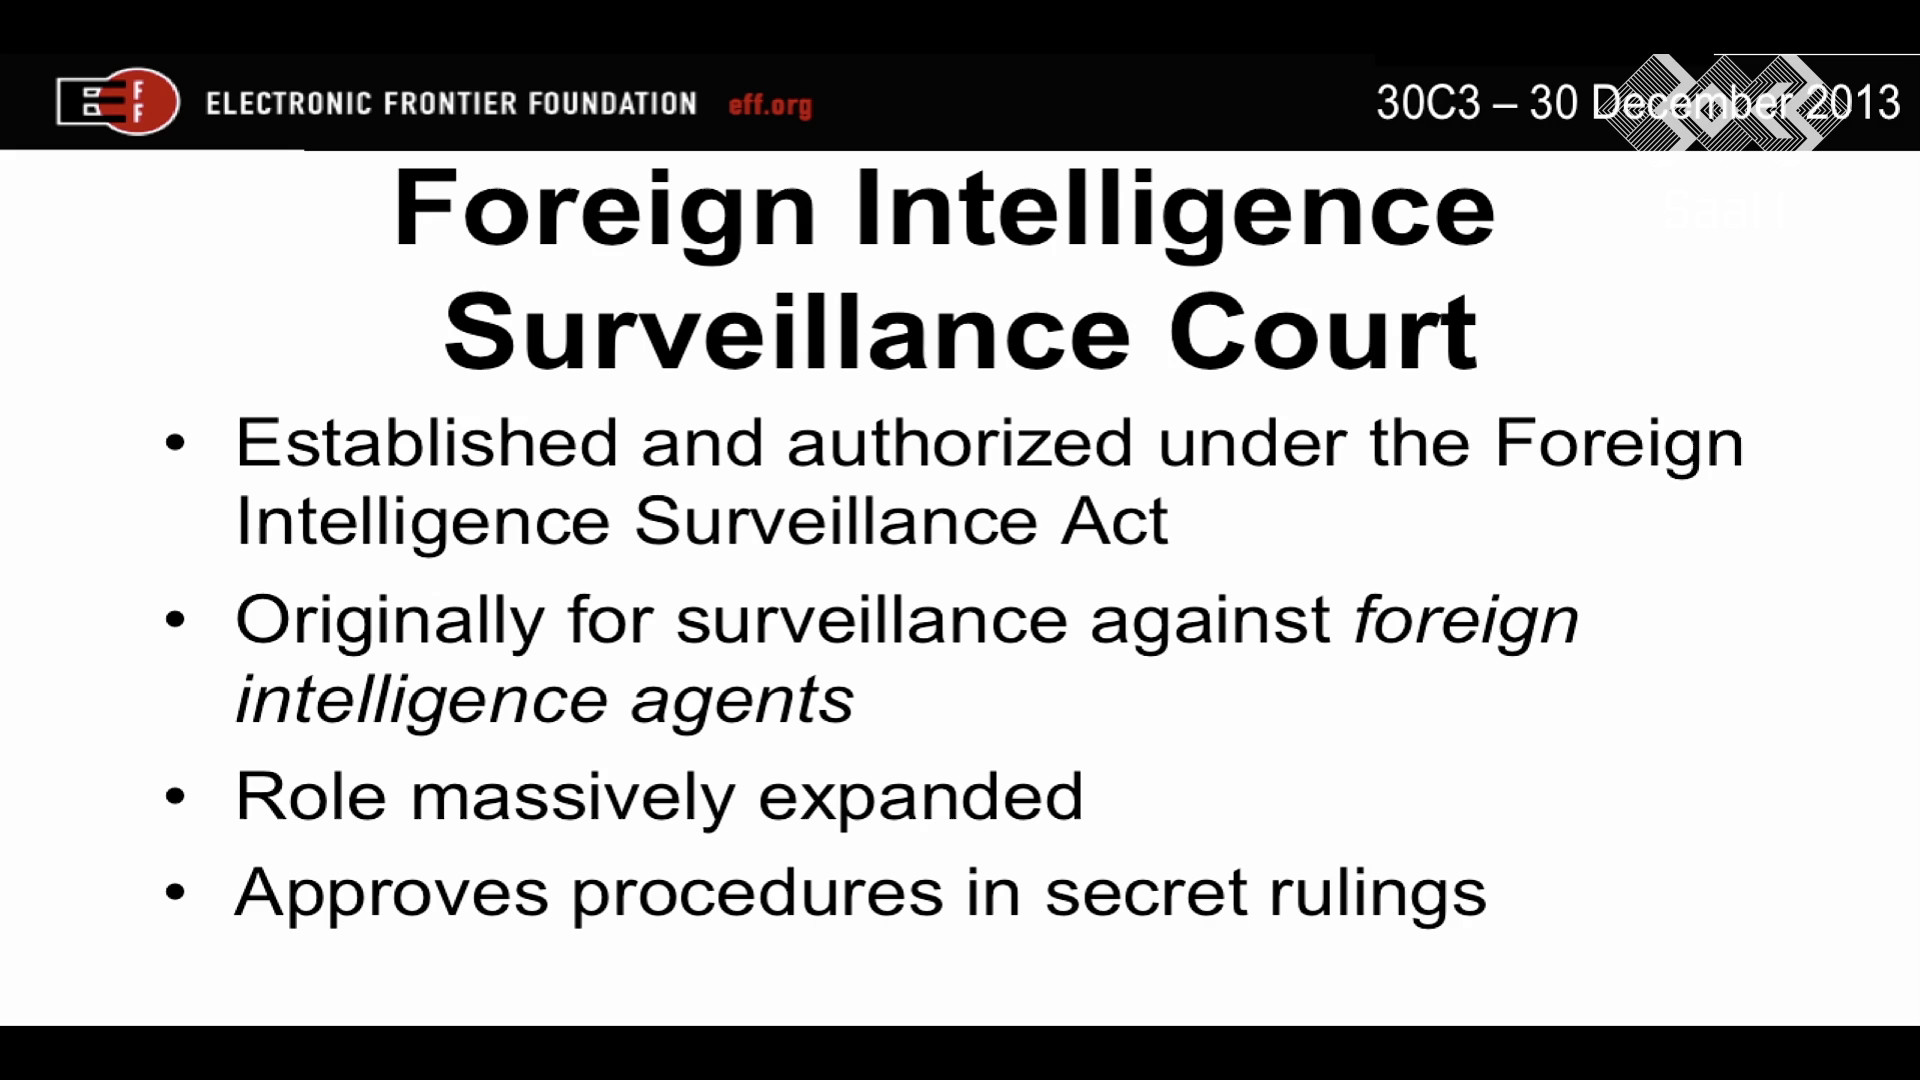 EFF
ELECTRONIC FRONTIER FOUNDATION eff.org
30C3 – 30 December 2013
Foreign Intelligence
Surveillance Court
• Established and authorized under the Foreign
Intelligence Surveillance Act
• Originally for surveillance against foreign
intelligence agents
• Role massively expanded
• Approves procedures in secret rulings